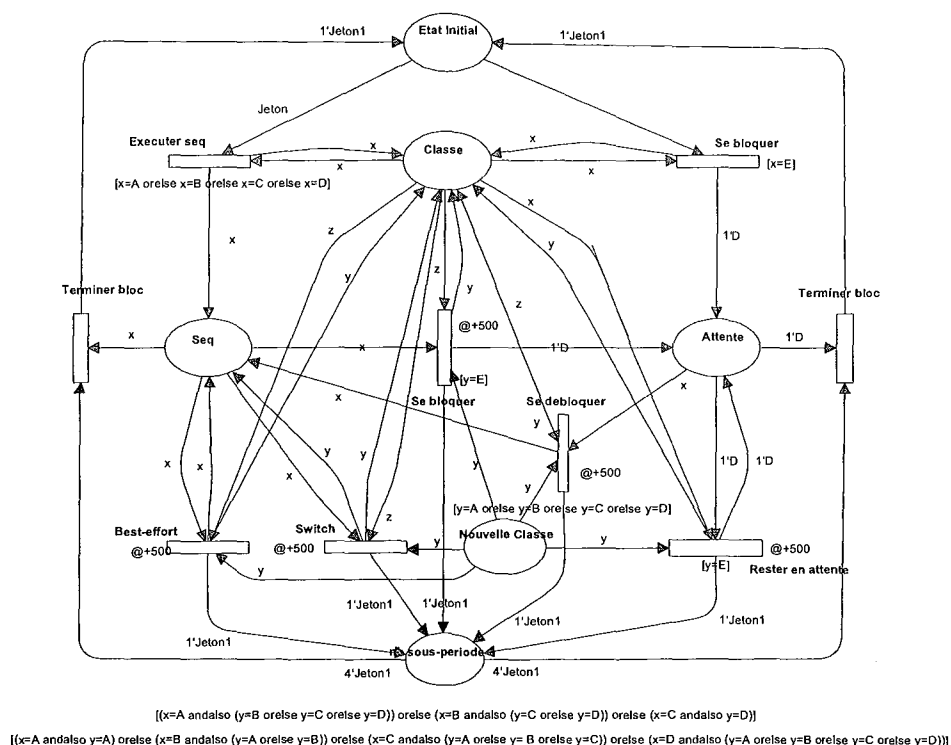 Etat Initial
1'Jeton1
1'Jeton1
Jeton
Executer seq
Classe
Se bloquer
x
x
x
x
[x=E]
[x=A orelse x=B orelse x=C orelse x=D]
z
x
x
y
y
z
y
z
1'D
Terminer bloc
Terminer bloc
@+500
x
Seq
x
1'D
Attente
1'D
[y=E]
Se bloquer
Se debloquer
x
x
y
y
y
x
x
x
y
y
@+500
1'D
1'D
z
[y=A orelse y=B orelse y=C orelse y=D]
Best-effort
Switch
Nouvelle Classe
@+500
@+500
y
y
@+500
[y=E]
Rester en attente
y
1'Jeton1
1'Jeton1
1'Jeton1
1'Jeton1
1'Jeton1
sous-periode
4'Jeton1
4'Jeton1
[(x=A andalso (y=B orelse y=C orelse y=D)) orelse (x=B andalso (y=C orelse y=D)) orelse (x=C andalso y=D)]
[(x=A andalso y=A) orelse (x=B andalso (y=A orelse y=B)) orelse (x=C andalso (y=A orelse y= B orelse y=C)) orelse (x=D andalso (y=A orelse y=B orelse y=C orelse y=D))]